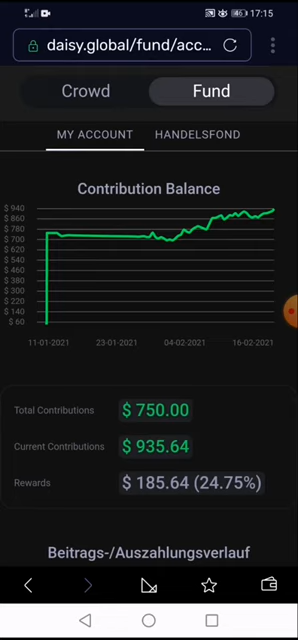 46 17:15
daisy.global/fund/acc...
Crowd Fund
MY ACCOUNT HANDELSFOND
Contribution Balance
$ 940
$ 860
$ 780
$ 700
$ 620
$ 540
$ 460
$ 380
$ 300
$ 220
$ 140
$ 60
11-01-2021 23-01-2021 04-02-2021 16-02-2021
Total Contributions $ 750.00
Current Contributions $ 935.64
Rewards $ 185.64 (24.75%)
Beitrags-/Auszahlungsverlauf